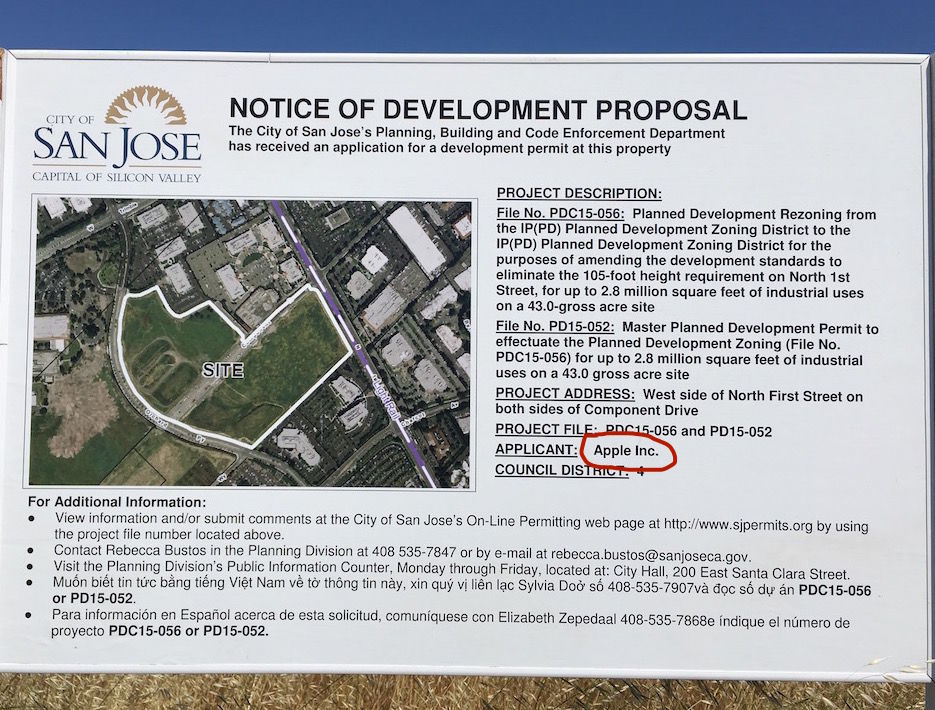 CITY OF
SAN JOSE
CAPITAL OF SILICON VALLEY
NOTICE OF DEVELOPMENT PROPOSAL
The City of San Jose's Planning, Building and Code Enforcement Department
has received an application for a development permit at this property
SITE
Light Rail
PROJECT DESCRIPTION:
File No. PDC15-056: Planned Development Rezoning from
the IP(PD) Planned Development Zoning District to the
IP(PD) Planned Development Zoning District for the
purposes of amending the development standards to
eliminate the 105-foot height requirement on North 1st
Street, for up to 2.8 million square feet of industrial uses
on a 43.0-gross acre site
File No. PD15-052: Master Planned Development Permit to
effectuate the Planned Development Zoning (File No.
PDC15-056) for up to 2.8 million square feet of industrial
uses on a 43.0 gross acre site
PROJECT ADDRESS: West side of North First Street on
both sides of Component Drive
PROJECT FILE: PDC15-056 and PD15-052
APPLICANT: Apple Inc.
COUNCIL DISTRICT: 4
For Additional Information:
• View information and/or submit comments at the City of San Jose's On-Line Permitting web page at http://www.sjpermits.org by using
the project file number located above.
• Contact Rebecca Bustos in the Planning Division at 408 535-7847 or by e-mail at rebecca.bustos@sanjoseca.gov.
• Visit the Planning Division's Public Information Counter, Monday through Friday, located at: City Hall, 200 East Santa Clara Street.
• Muốn biết tin tức bằng tiếng Việt Nam về tờ thông tin này, xin quý vị liên lạc Sylvia Doở số 408-535-7907và đọc số dự án PDC15-056
or PD15-052.
• Para información en Español acerca de esta solicitud, comuníquese con Elizabeth Zepedaal 408-535-7868e índique el número de
proyecto PDC15-056 or PD15-052.